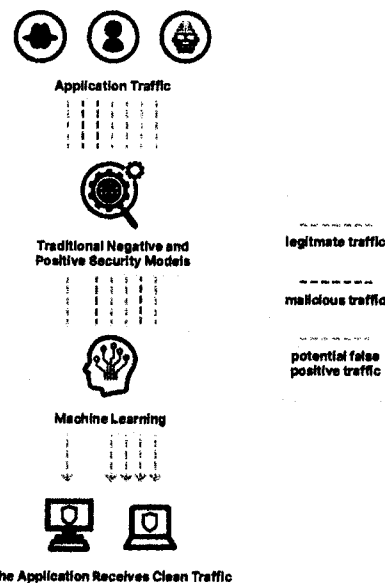 Application Traffic
Traditional Negative and
Positive Security Models
legitmate traffic
malicious traffic
potential false
positive traffic
Machine Learning
he Application Receives Clean Traffic